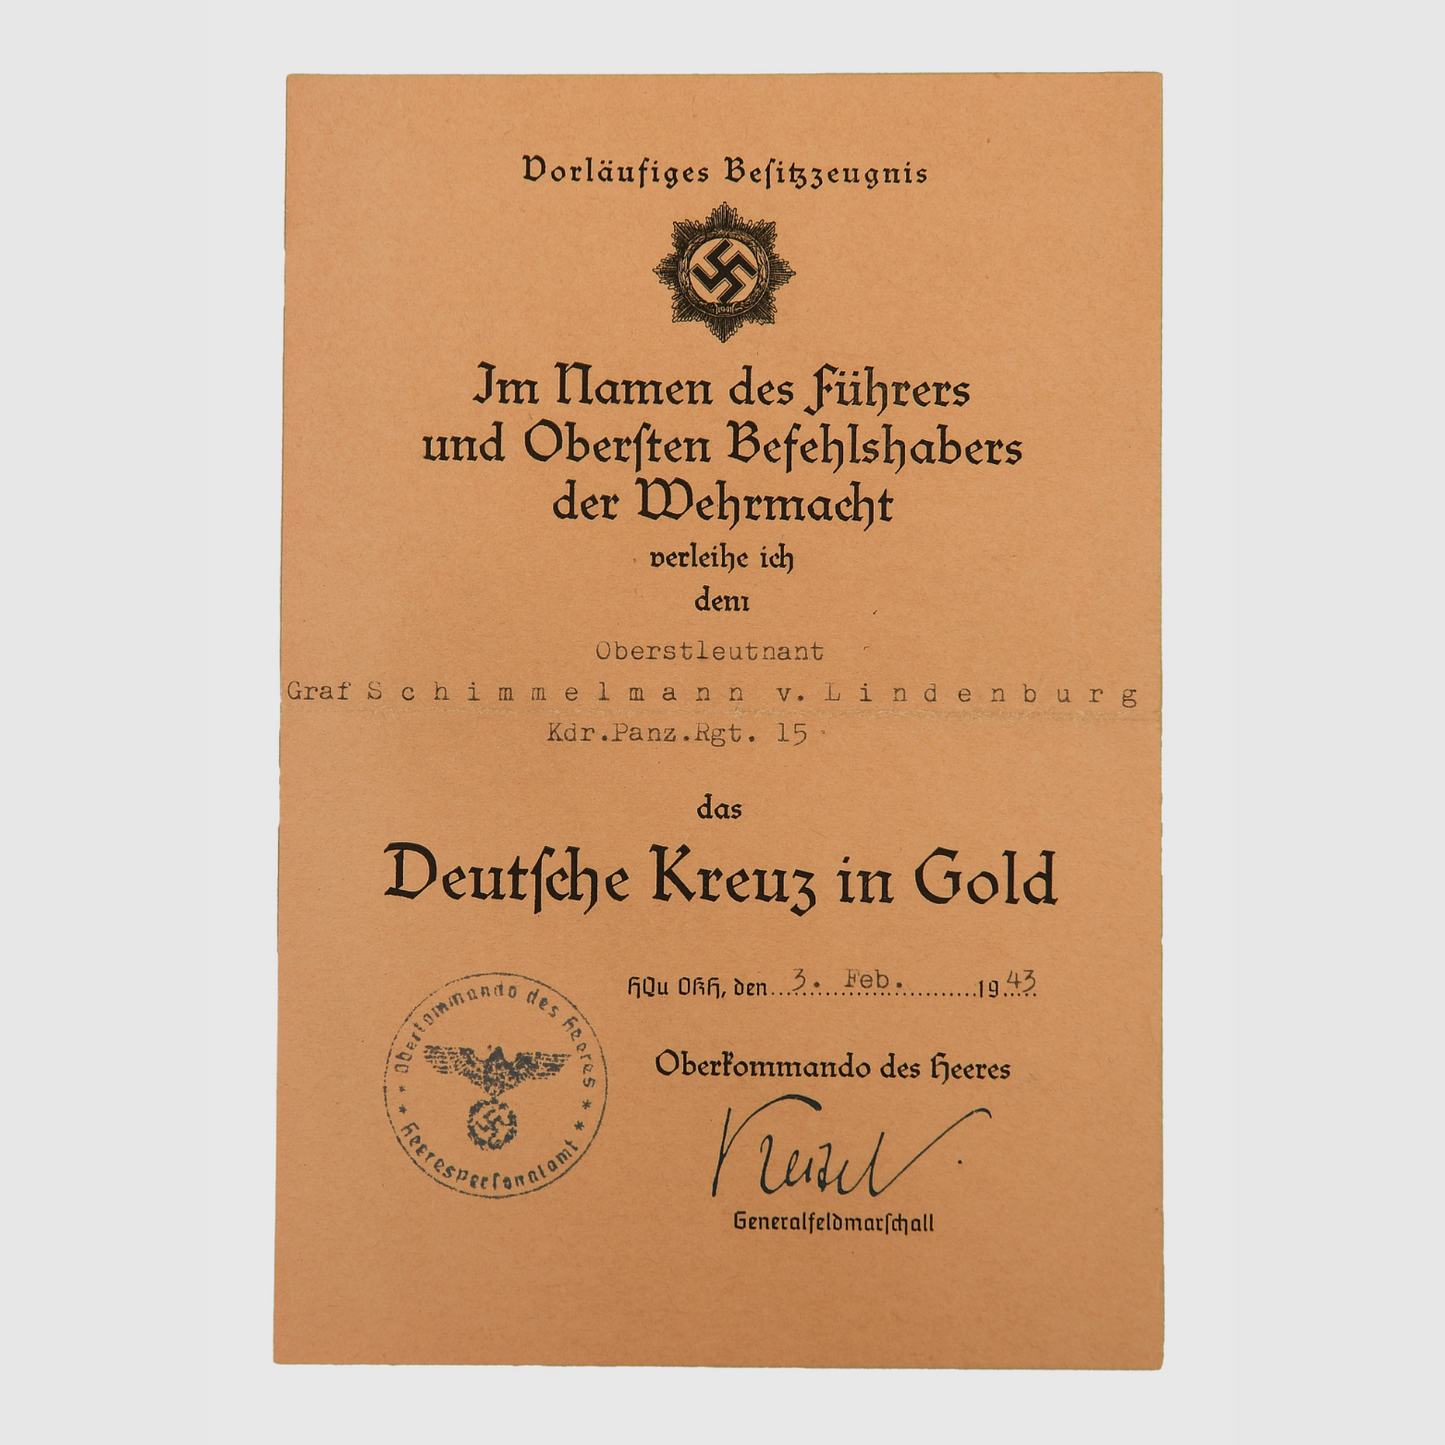 Vorläufiges Besitzzeugnis
1941
Im Namen des Führers
und Obersten Befehlshabers
der Wehrmacht
verleihe ich
dem
Oberstleutnant
Graf Schimmelmann v. Lindenburg
Kdr.Panz.Rgt. 15
das
Deutsche Kreuz in Gold
HQu OKH, den 3. Feb. 1943
Oberkommando des Heeres
Keitel
Generalfeldmarschall
Oberkommando des Heeres
* Heerespersonalamt *